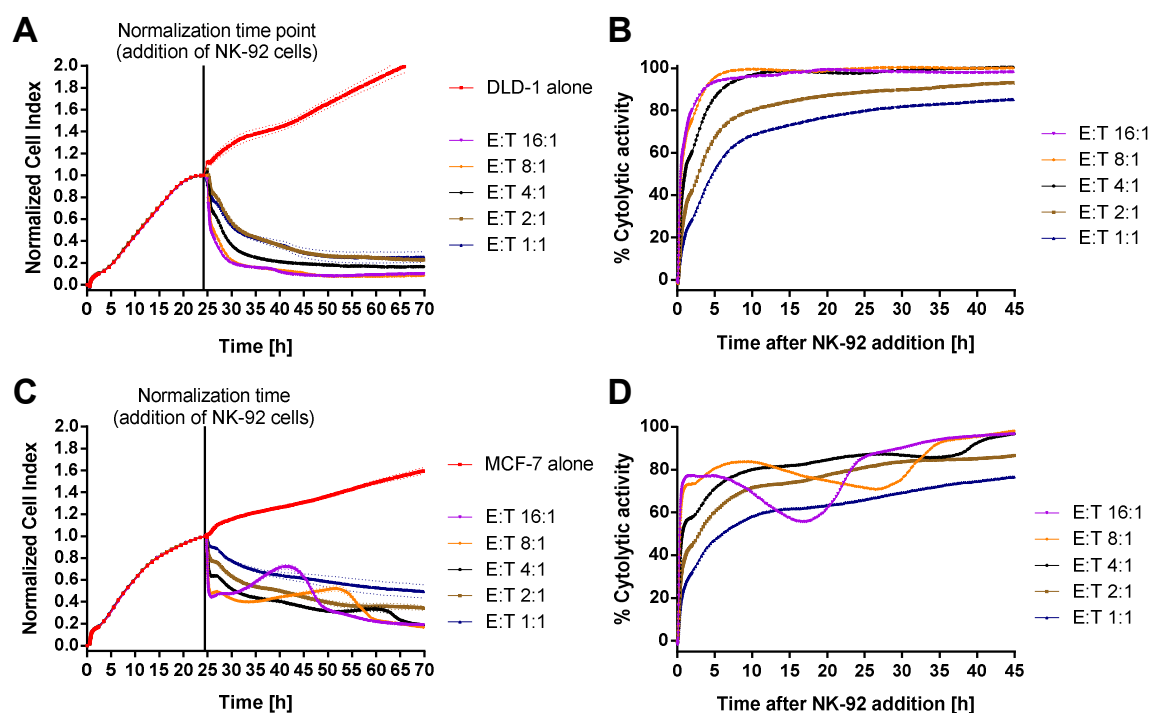 A
Normalization time point
(addition of NK-92 cells)
Normalized Cell Index
2.0
1.8
1.6
1.4
1.2
1.0
0.8
0.6
0.4
0.2
0.0
0 5 10 15 20 25 30 35 40 45 50 55 60 65 70
Time [h]
DLD-1 alone
E:T 16:1
E:T 8:1
E:T 4:1
E:T 2:1
E:T 1:1
B
% Cytolytic activity
100
80
60
40
20
0
0 5 10 15 20 25 30 35 40 45
Time after NK-92 addition [h]
E:T 16:1
E:T 8:1
E:T 4:1
E:T 2:1
E:T 1:1
C
Normalization time
(addition of NK-92 cells)
Normalized Cell Index
2.0
1.8
1.6
1.4
1.2
1.0
0.8
0.6
0.4
0.2
0.0
0 5 10 15 20 25 30 35 40 45 50 55 60 65 70
Time [h]
MCF-7 alone
E:T 16:1
E:T 8:1
E:T 4:1
E:T 2:1
E:T 1:1
D
% Cytolytic activity
100
80
60
40
20
0
0 5 10 15 20 25 30 35 40 45
Time after NK-92 addition [h]
E:T 16:1
E:T 8:1
E:T 4:1
E:T 2:1
E:T 1:1